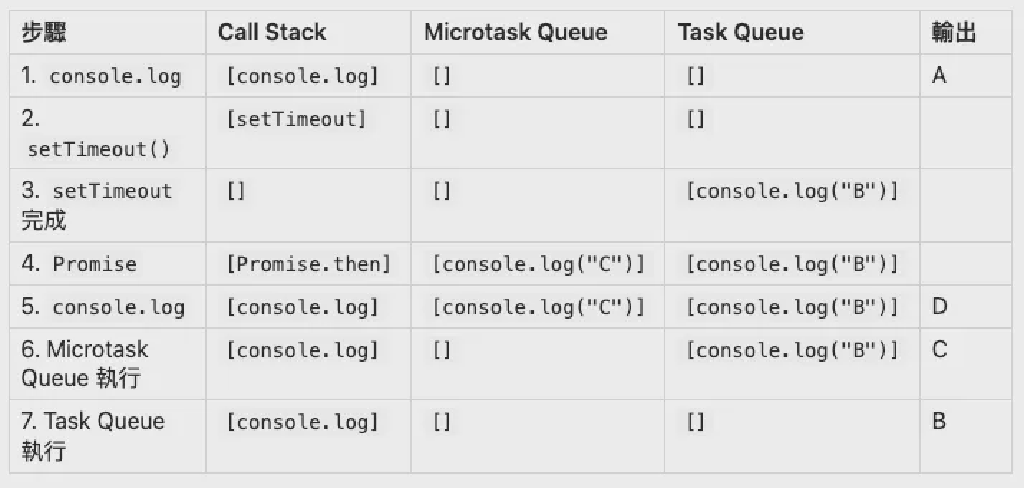 步驟 Call Stack Microtask Queue Task Queue 輸出
1. console.log [console.log] [] [] A
2. [setTimeout] [] []
setTimeout()
3. setTimeout [] [] [console.log("B")]
完成
4. Promise [Promise.then] [console.log("C")] [console.log("B")]
5. console.log [console.log] [console.log("C")] [console.log("B")] D
6. Microtask [console.log] [] [console.log("B")] C
Queue 執行
7. Task Queue [console.log] [] [] B
執行